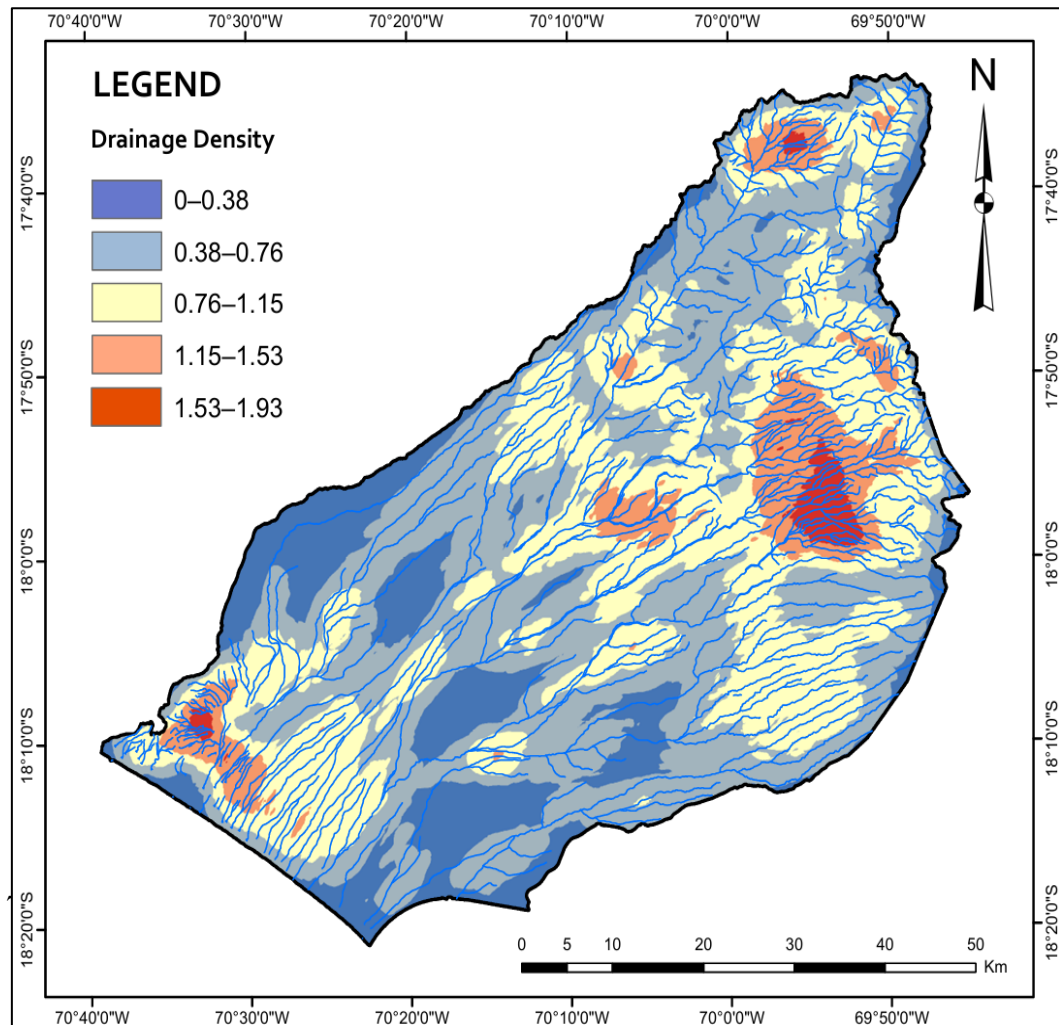 70°40'0"W 70°30'0"W 70°20'0"W 70°10'0"W 70°0'0"W 69°50'0"W
LEGEND
N
Drainage Density
0–0.38
0.38–0.76
0.76–1.15
1.15–1.53
1.53–1.93
17°40'0"S
17°50'0"S
18°0'0"S
18°10'0"S
18°20'0"S
17°40'0"S
17°50'0"S
18°0'0"S
18°10'0"S
18°20'0"S
0 5 10 20 30 40 50
Km
70°40'0"W 70°30'0"W 70°20'0"W 70°10'0"W 70°0'0"W 69°50'0"W